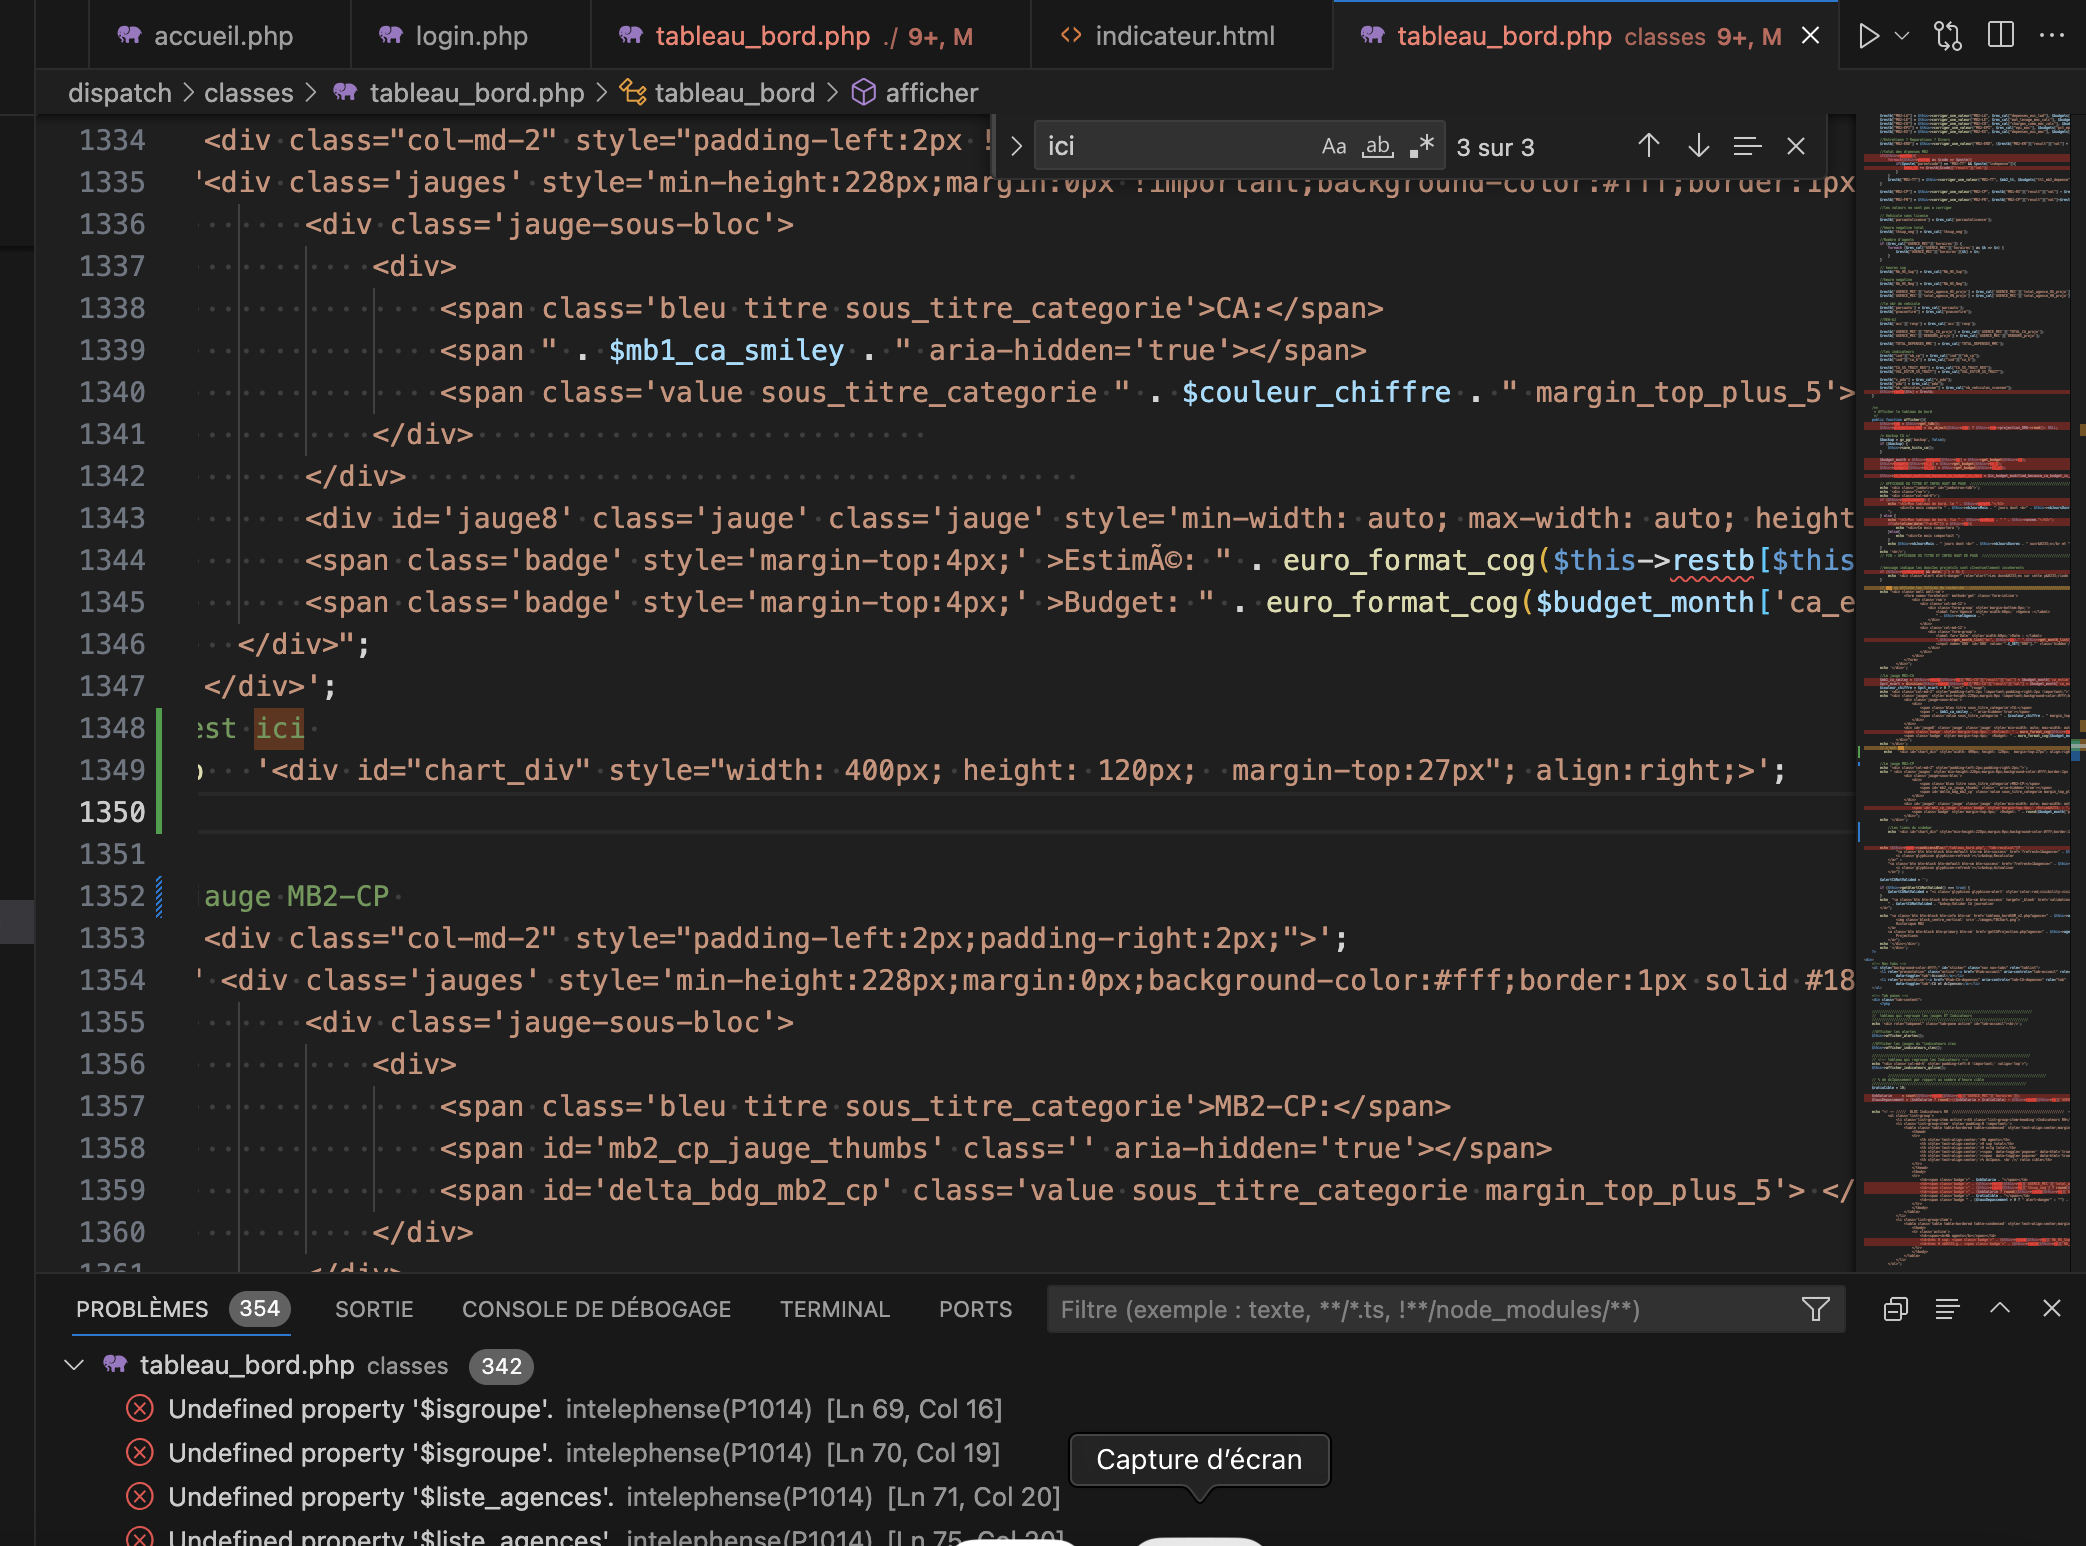 accueil.php login.php tableau_bord.php ./ 9+, M indicateur.html tableau_bord.php classes 9+, M
dispatch > classes > tableau_bord.php > tableau_bord > afficher
ici Aa ab .* 3 sur 3
1334 <div class="col-md-2" style="padding-left:2px !
1335 '<div class='jauges' style='min-height:228px;margin:0px !important;background-color:#fff;border:1px
1336 <div class='jauge-sous-bloc'>
1337 <div>
1338 <span class='bleu titre sous_titre_categorie'>CA:</span>
1339 <span " . $mb1_ca_smiley . " aria-hidden='true'></span>
1340 <span class='value sous_titre_categorie " . $couleur_chiffre . " margin_top_plus_5'>
1341 </div>
1342 </div>
1343 <div id='jauge8' class='jauge' class='jauge' style='min-width: auto; max-width: auto; height
1344 <span class='badge' style='margin-top:4px;' >EstimÃ©: " . euro_format_cog($this->restb[$this
1345 <span class='badge' style='margin-top:4px;' >Budget: " . euro_format_cog($budget_month['ca_e
1346 </div>";
1347 </div>';
1348 est ici
1349 o '<div id="chart_div" style="width: 400px; height: 120px;  margin-top:27px"; align:right;>';
1350
1351
1352 auge MB2-CP
1353 <div class="col-md-2" style="padding-left:2px;padding-right:2px;">';
1354 " <div class='jauges' style='min-height:228px;margin:0px;background-color:#fff;border:1px solid #18
1355 <div class='jauge-sous-bloc'>
1356 <div>
1357 <span class='bleu titre sous_titre_categorie'>MB2-CP:</span>
1358 <span id='mb2_cp_jauge_thumbs' class='' aria-hidden='true'></span>
1359 <span id='delta_bdg_mb2_cp' class='value sous_titre_categorie margin_top_plus_5'> </
1360 </div>
1361 </div>
PROBLÈMES 354 SORTIE CONSOLE DE DÉBOGAGE TERMINAL PORTS Filtre (exemple : texte, **/*.ts, !**/node_modules/**)
tableau_bord.php classes 342
Undefined property '$isgroupe'. intelephense(P1014) [Ln 69, Col 16]
Undefined property '$isgroupe'. intelephense(P1014) [Ln 70, Col 19]
Capture d’écran
Undefined property '$liste_agences'. intelephense(P1014) [Ln 71, Col 20]
Undefined property '$liste_agences'. intelephense(P1014) [Ln 75, Col 20]